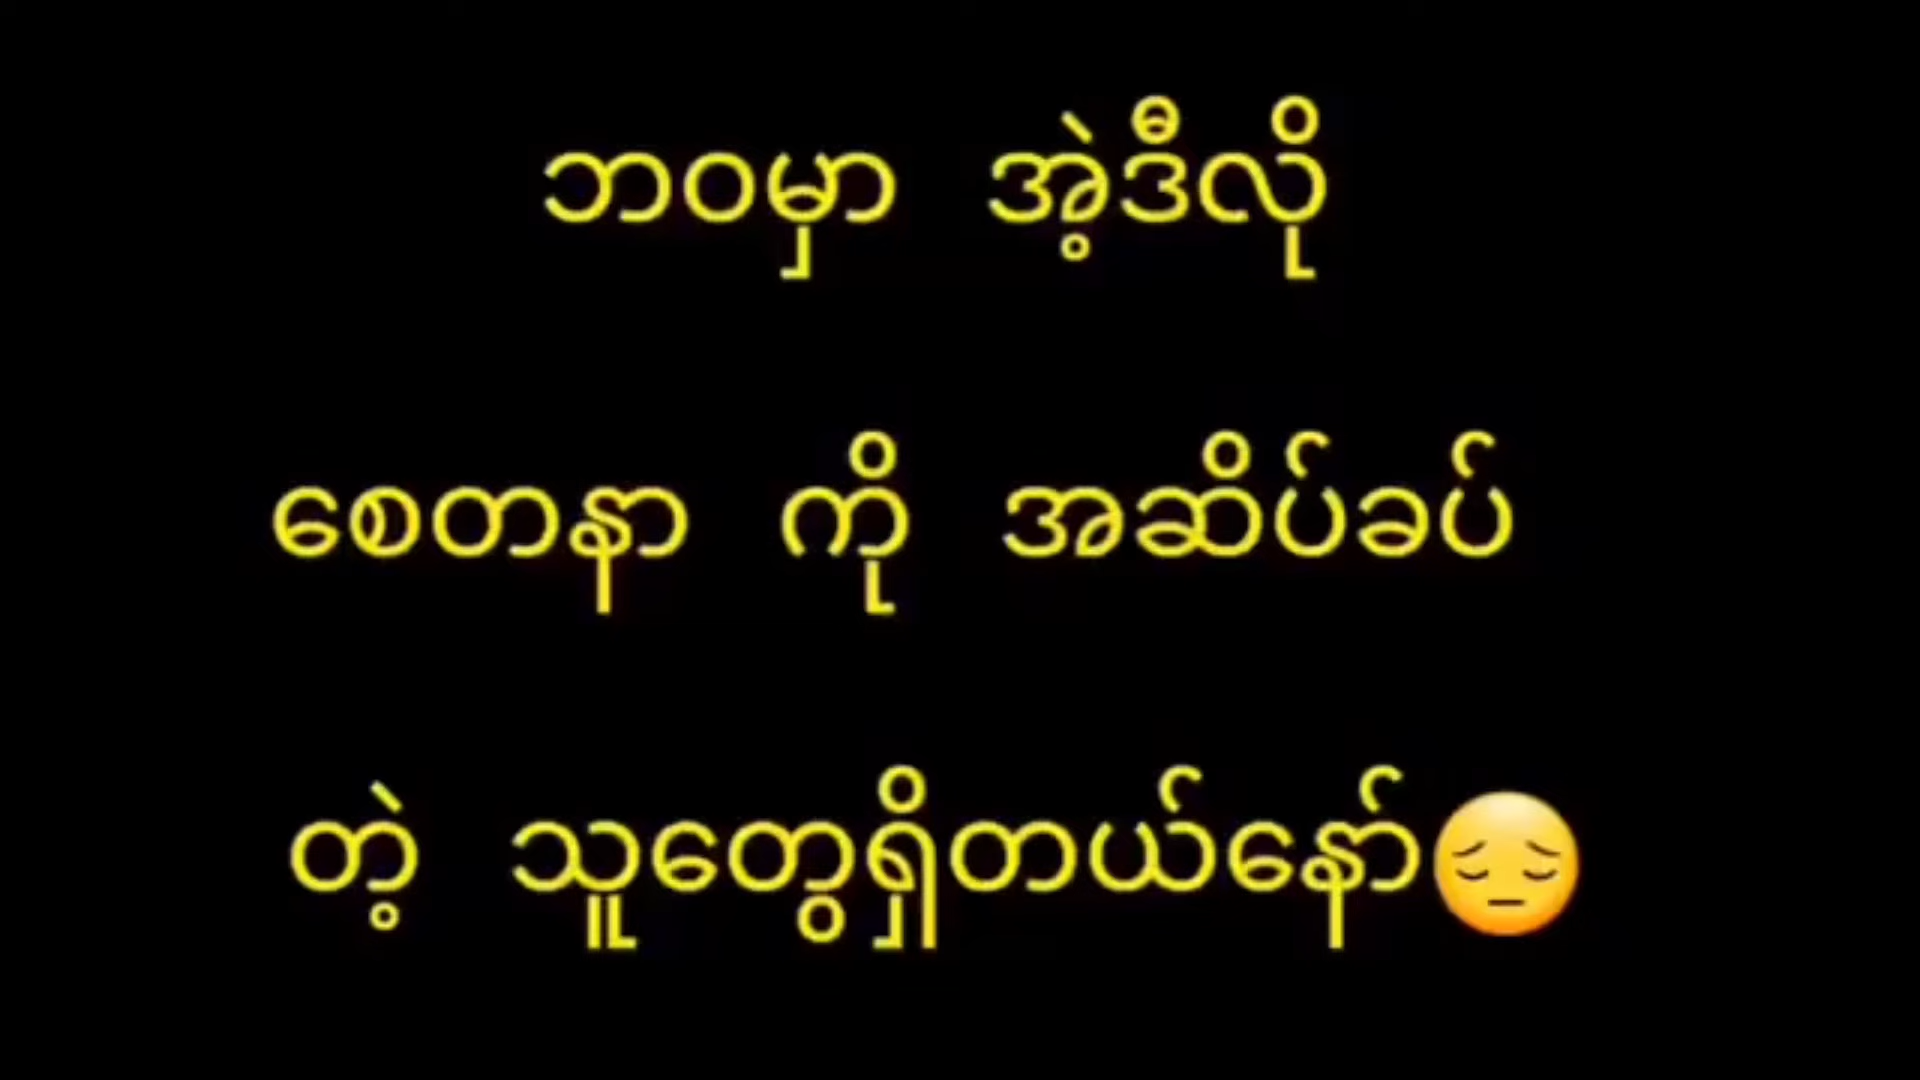 ဘဝမှာ အဲ့ဒီလို
စေတနာ ကို အဆိပ်ခပ်
တဲ့ သူတွေရှိတယ်နော်😔